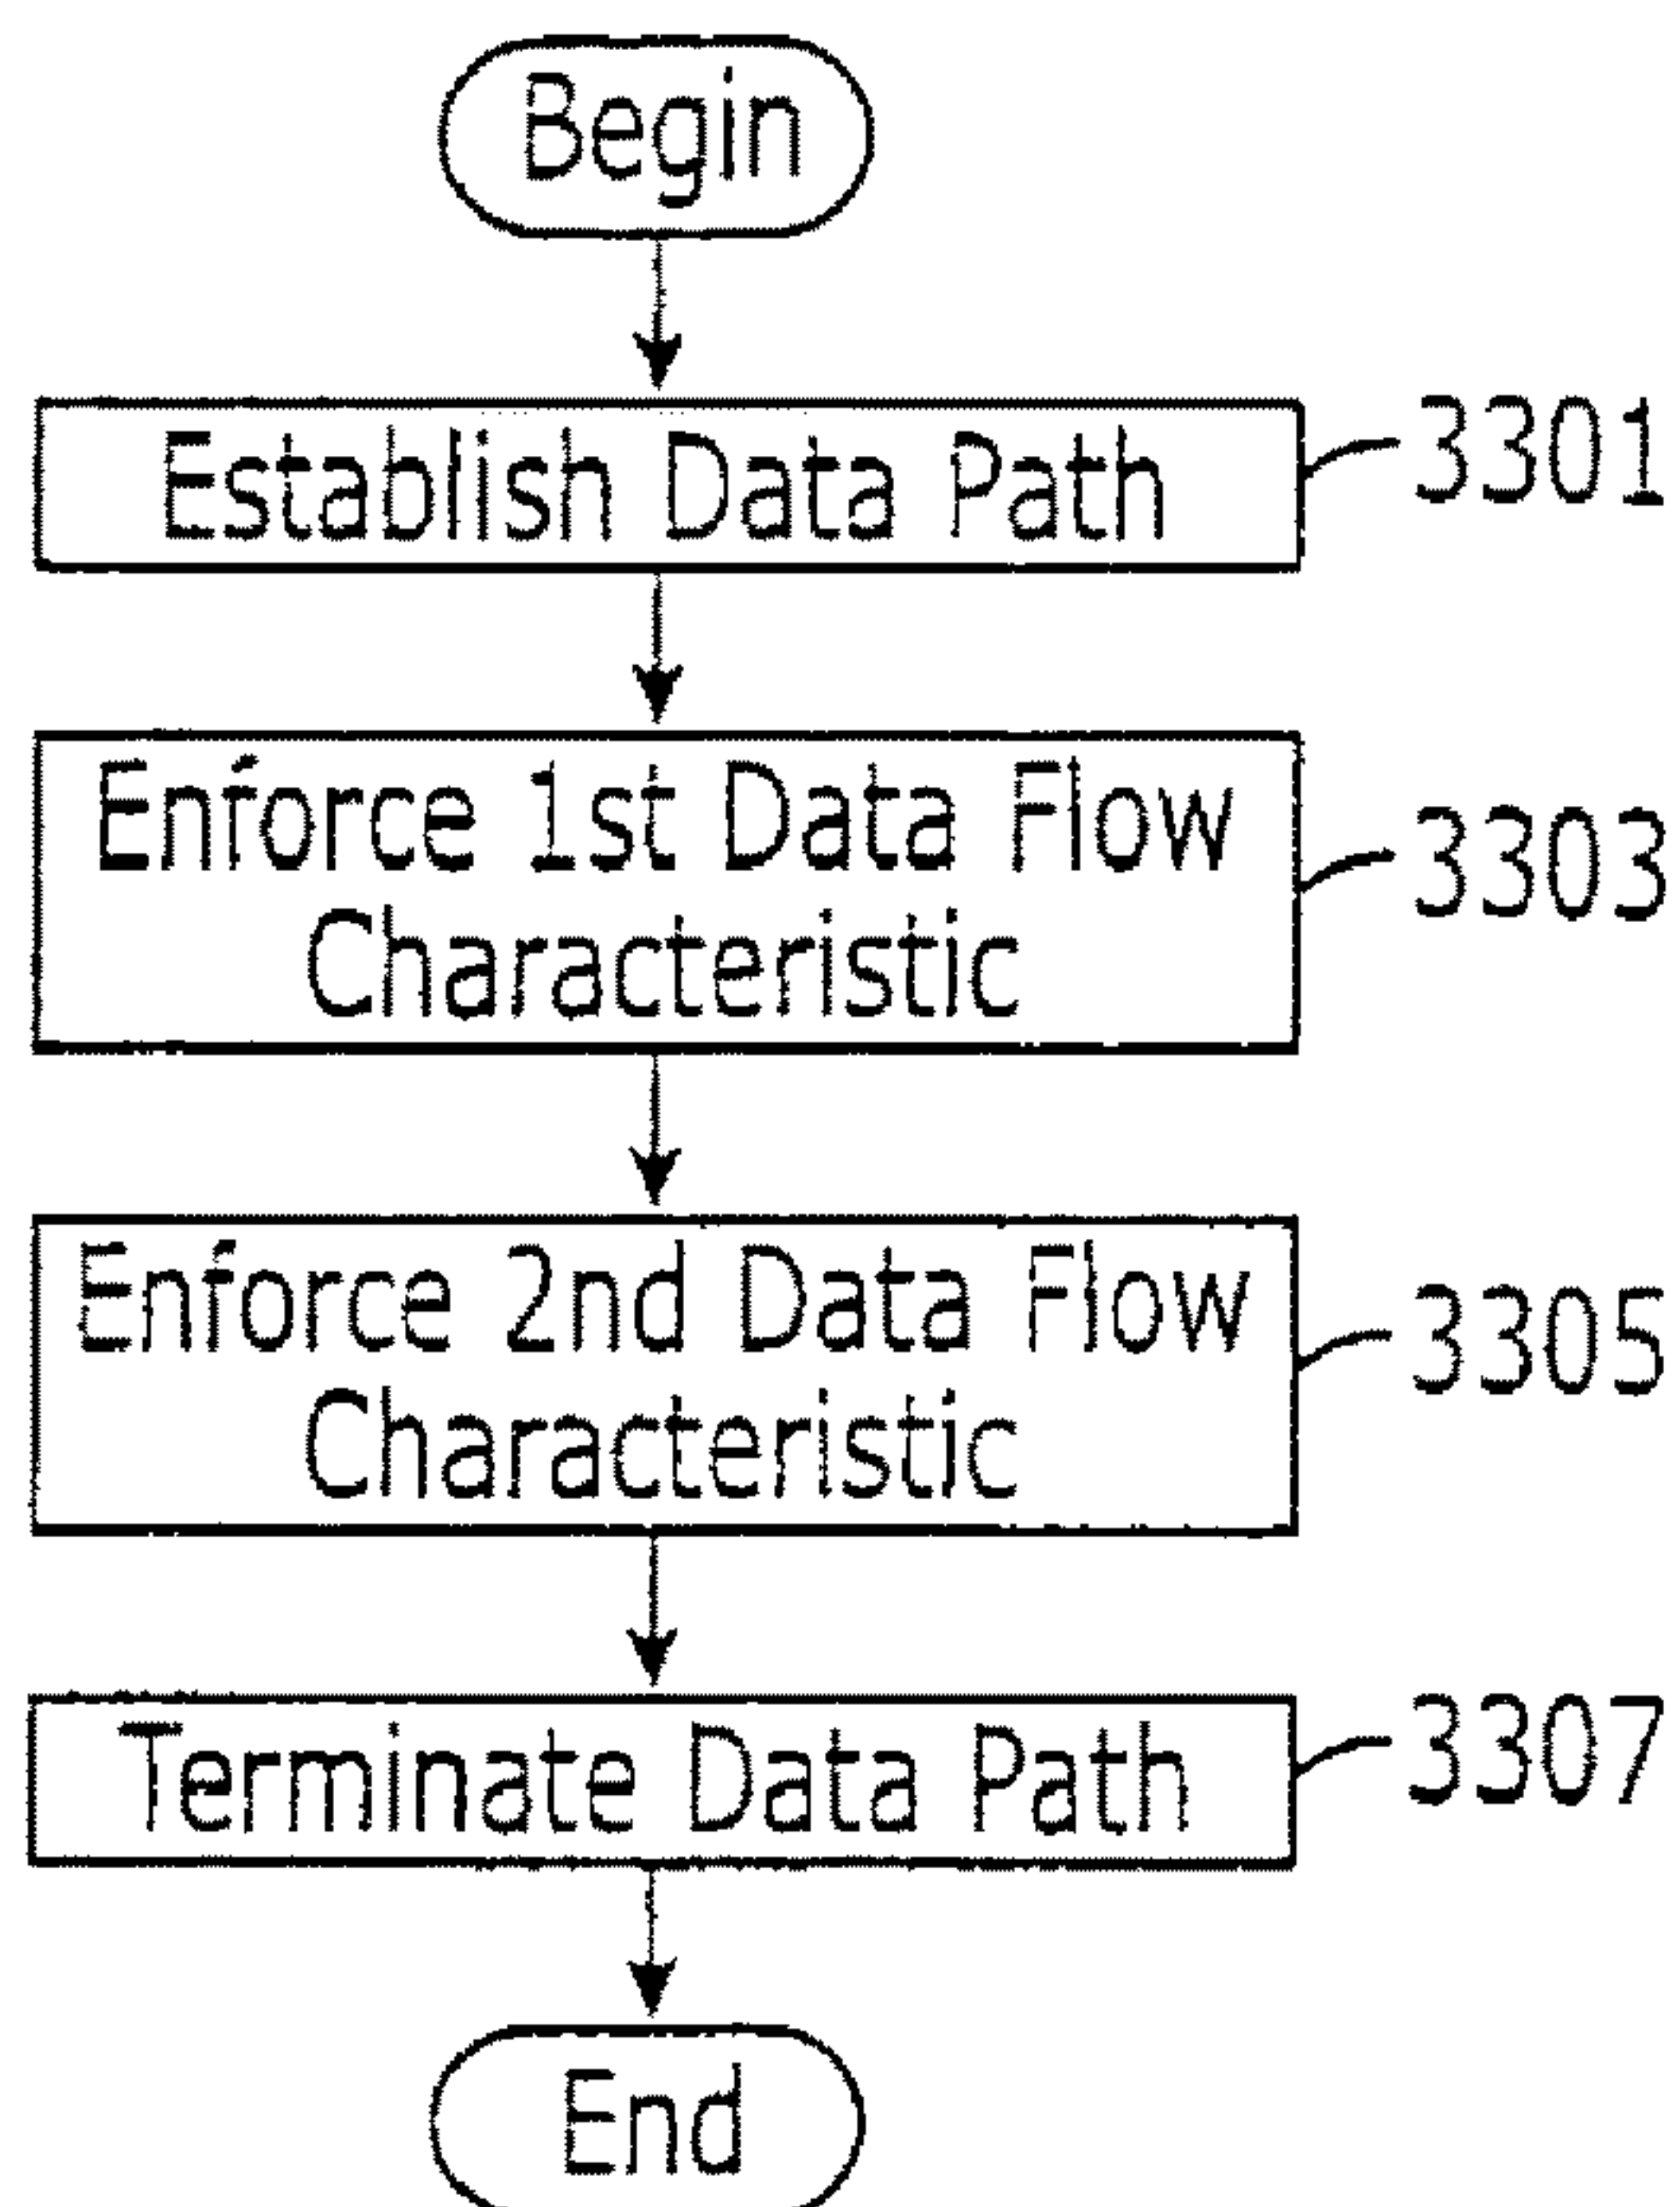 Begin
Establish Data Path
3301
Enforce 1st Data Flow
Characteristic
3303
Enforce 2nd Data Flow
Characteristic
3305
Terminate Data Path
3307
End